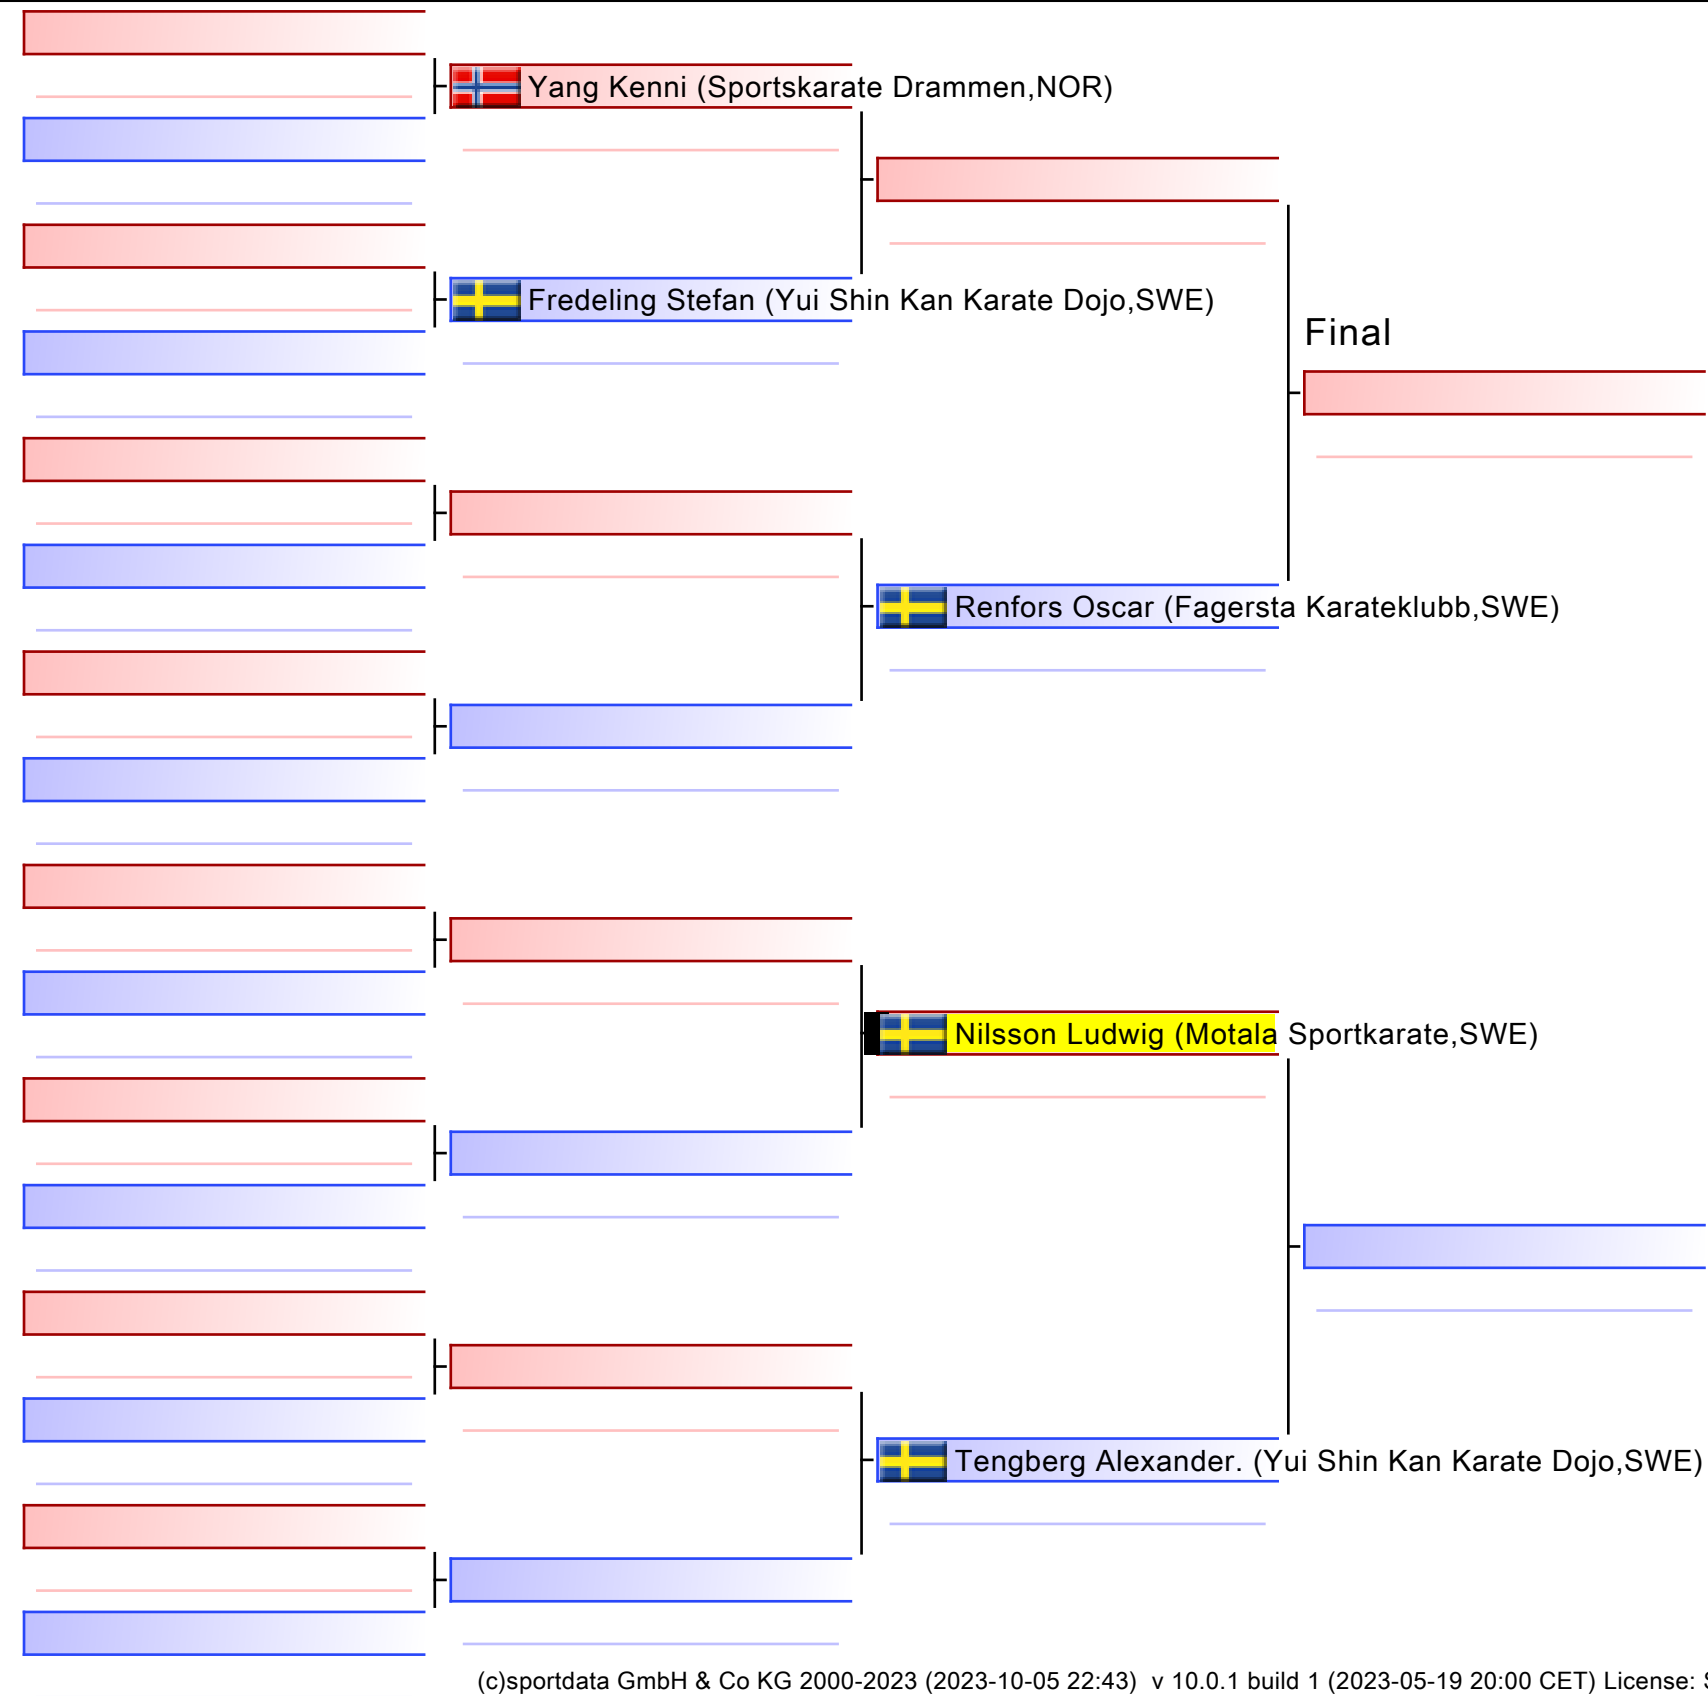 Yang Kenni (Sportskarate Drammen,NOR)
Fredeling Stefan (Yui Shin Kan Karate Dojo,SWE)
Final
Renfors Oscar (Fagersta Karateklubb,SWE)
Nilsson Ludwig (Motala Sportkarate,SWE)
Tengberg Alexander. (Yui Shin Kan Karate Dojo,SWE)
(c)sportdata GmbH & Co KG 2000-2023 (2023-10-05 22:43) v 10.0.1 build 1 (2023-05-19 20:00 CET) License: